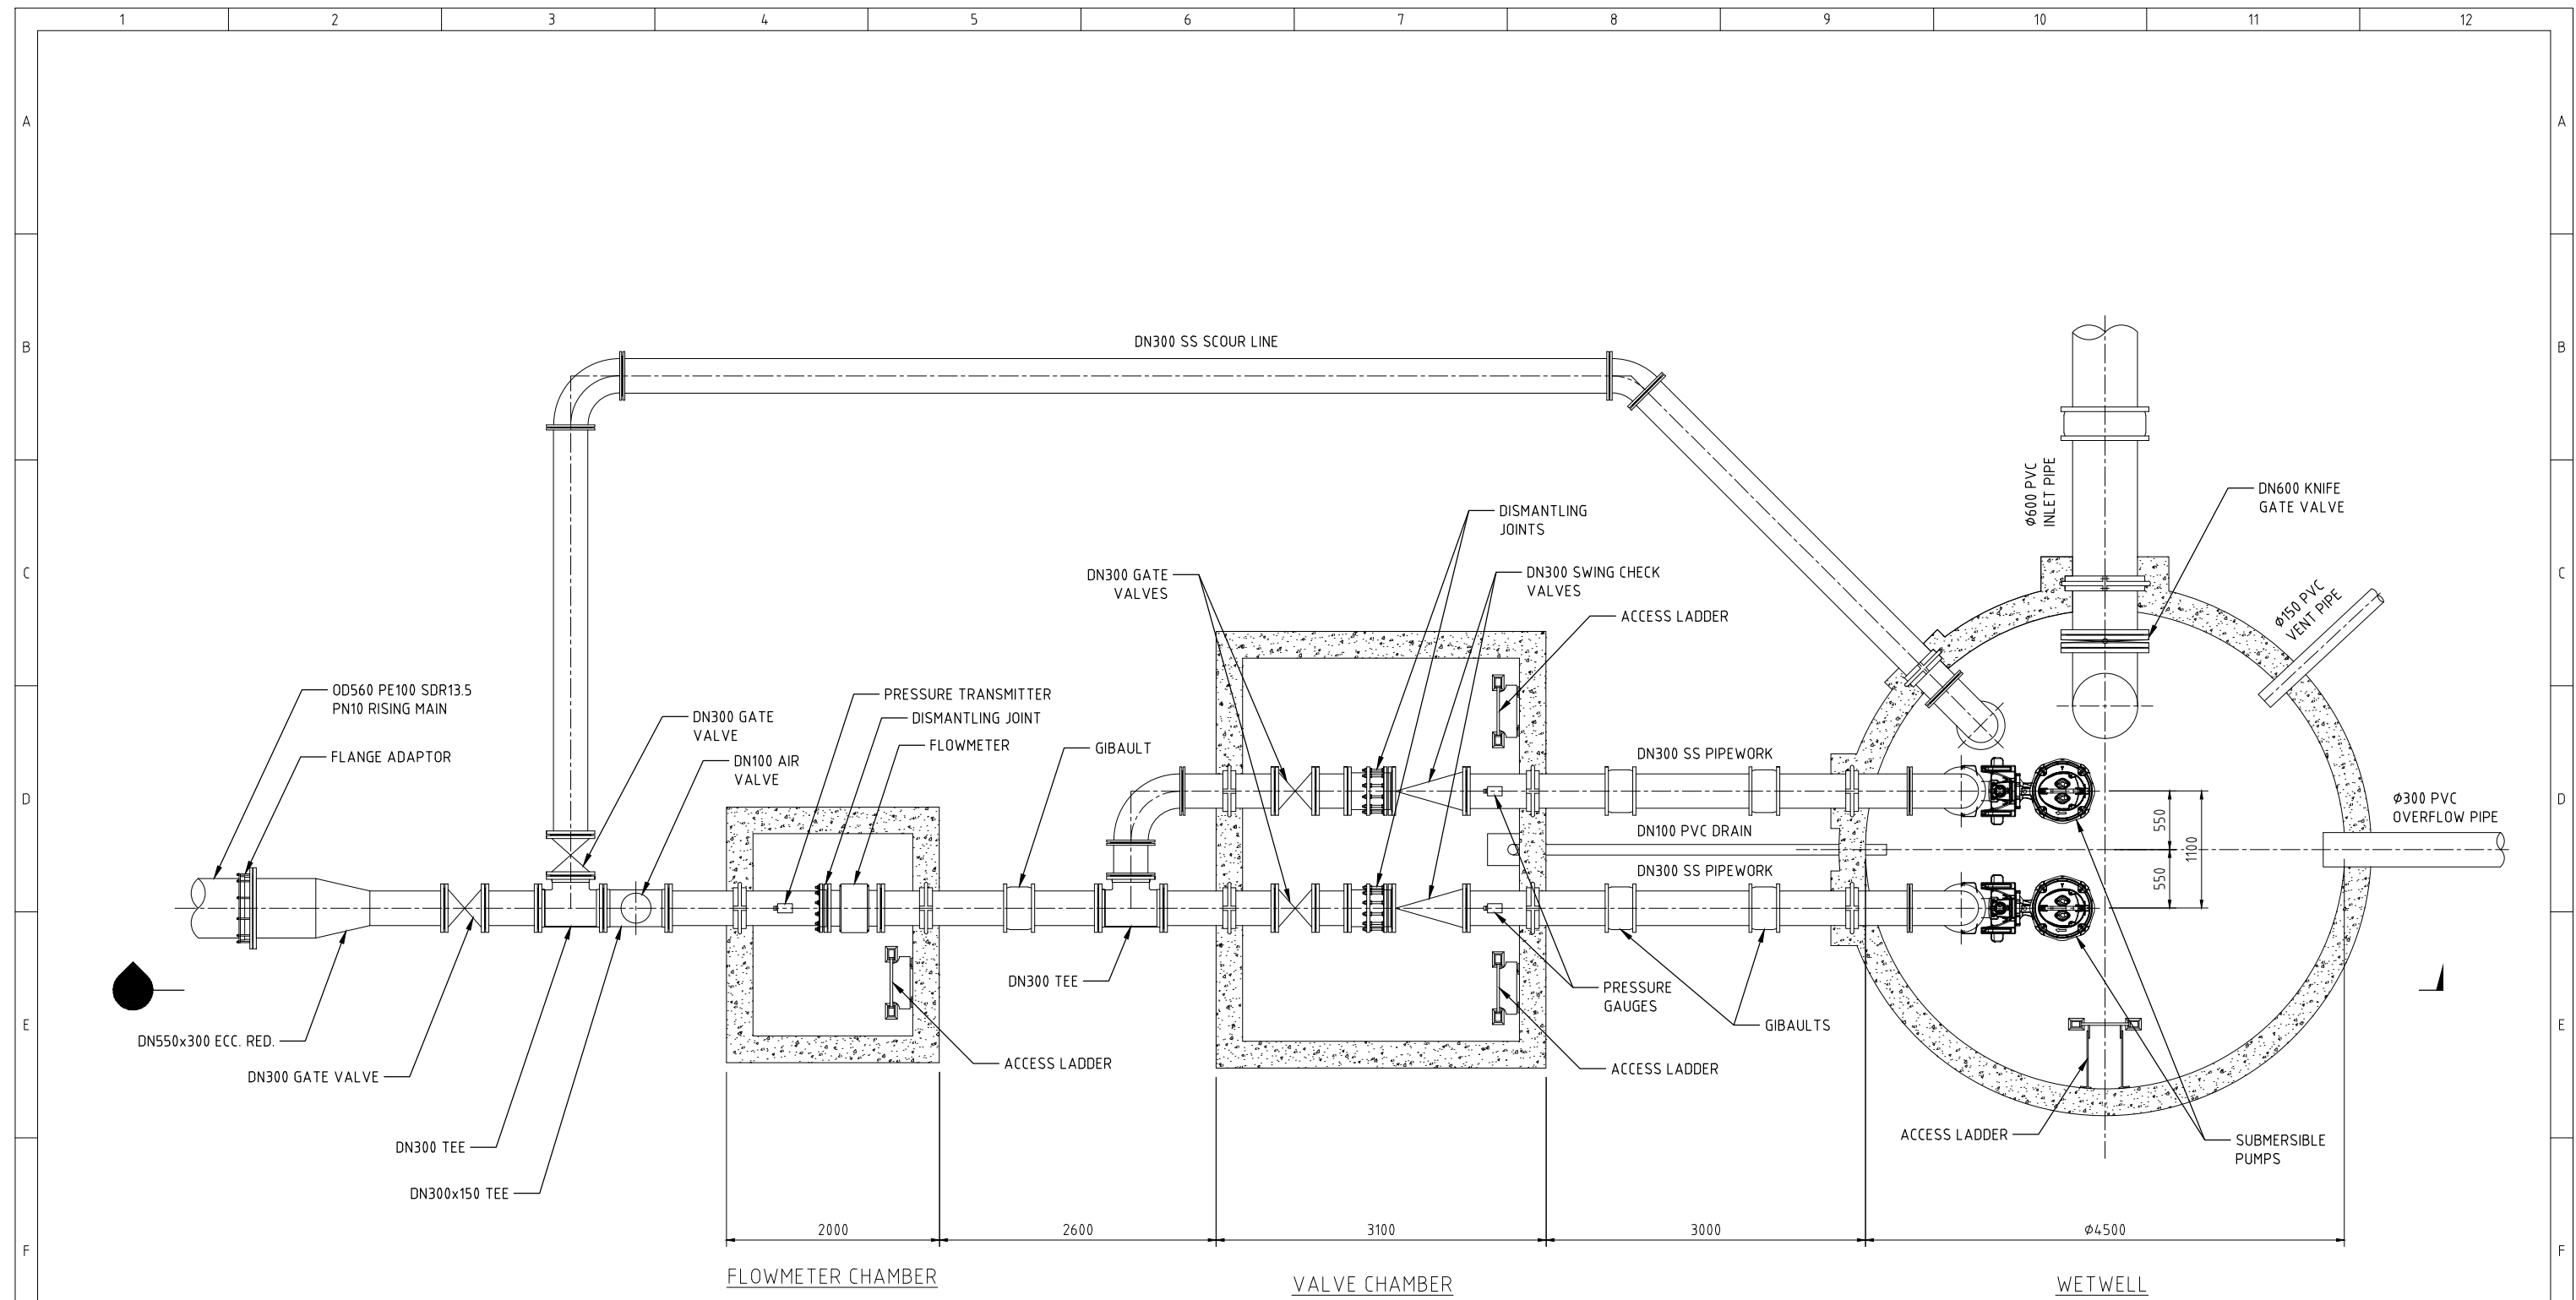 1 2 3 4 5 6 7 8 9 10 11 12
A A
DN300 SS SCOUR LINE
B B
Ø600 PVC
INLET PIPE
DN600 KNIFE
GATE VALVE
DISMANTLING
JOINTS
C C
DN300 GATE
VALVES
DN300 SWING CHECK
VALVES
Ø150 PVC
VENT PIPE
ACCESS LADDER
OD560 PE100 SDR13.5
PN10 RISING MAIN
PRESSURE TRANSMITTER
DN300 GATE
VALVE
DISMANTLING JOINT
FLOWMETER
GIBAULT
FLANGE ADAPTOR
DN100 AIR
VALVE
DN300 SS PIPEWORK
D D
Ø300 PVC
OVERFLOW PIPE
DN100 PVC DRAIN
550
1100
DN300 SS PIPEWORK
550
DN300 TEE
PRESSURE
GAUGES
E E
GIBAULTS
DN550x300 ECC. RED.
ACCESS LADDER
ACCESS LADDER
DN300 GATE VALVE
ACCESS LADDER
SUBMERSIBLE
PUMPS
DN300 TEE
DN300x150 TEE
2000 2600 3100 3000 Ø4500
F F
FLOWMETER CHAMBER
VALVE CHAMBER
WETWELL